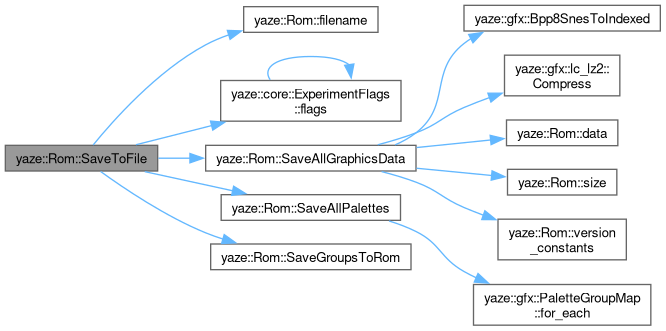 yaze::Rom::SaveToFile
yaze::Rom::filename
yaze::core::ExperimentFlags
::flags
yaze::Rom::SaveAllGraphicsData
yaze::Rom::SaveAllPalettes
yaze::Rom::SaveGroupsToRom
yaze::gfx::Bpp8SnesToIndexed
yaze::gfx::lc_lz2::
Compress
yaze::Rom::data
yaze::Rom::size
yaze::Rom::version
_constants
yaze::gfx::PaletteGroupMap
::for_each